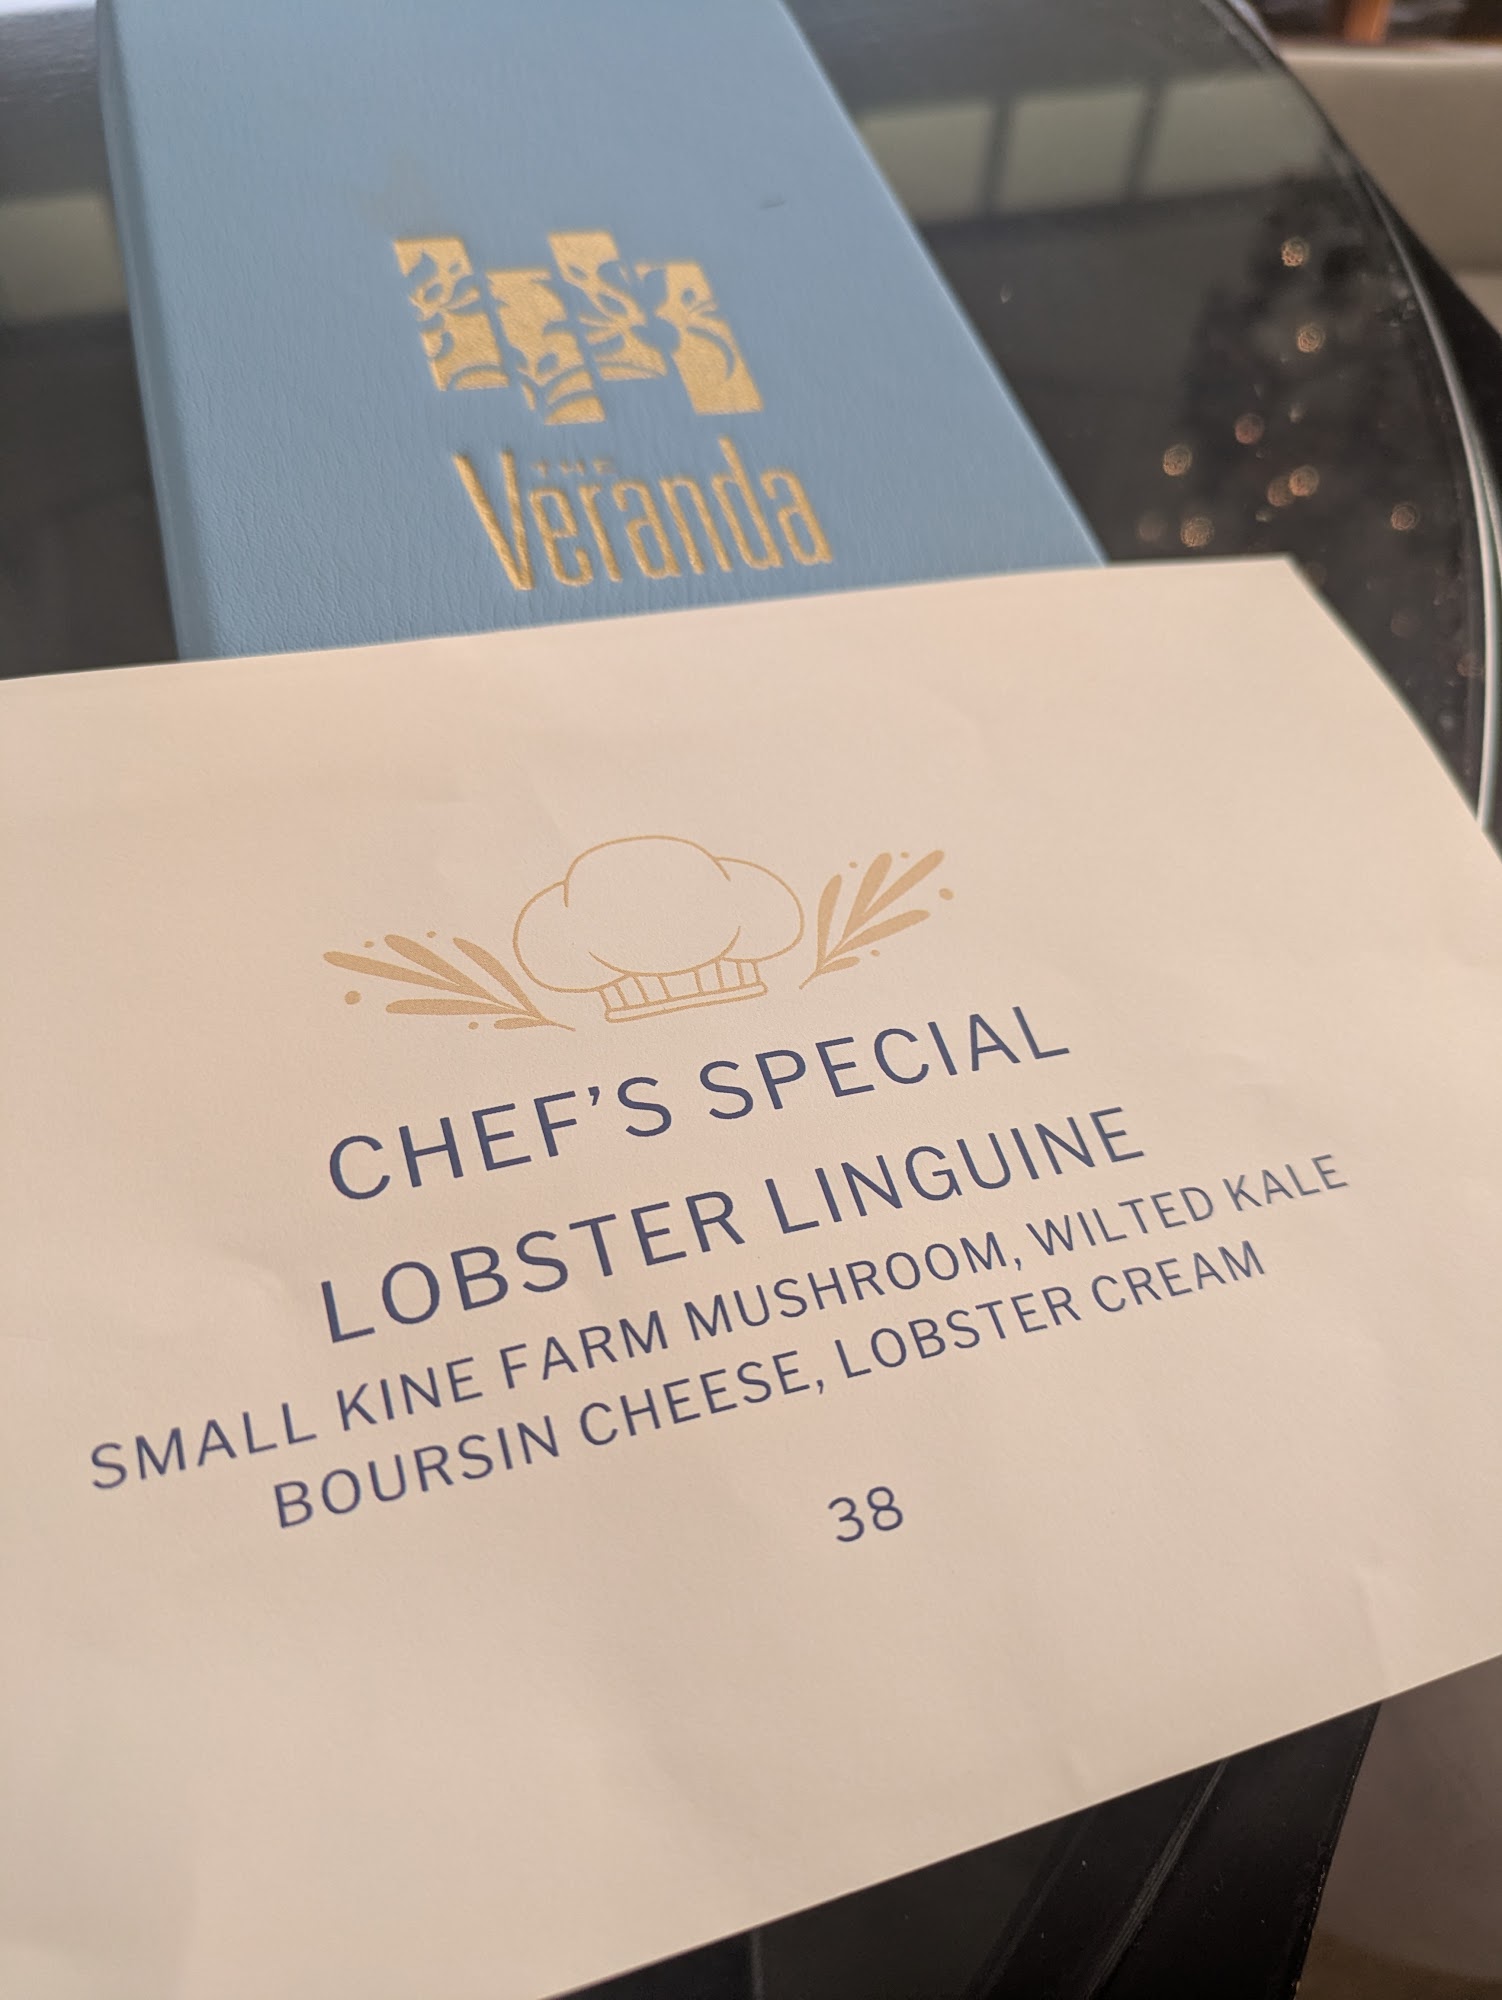 THE
Veranda
CHEF’S SPECIAL
LOBSTER LINGUINE
SMALL KINE FARM MUSHROOM, WILTED KALE
BOURSIN CHEESE, LOBSTER CREAM
38